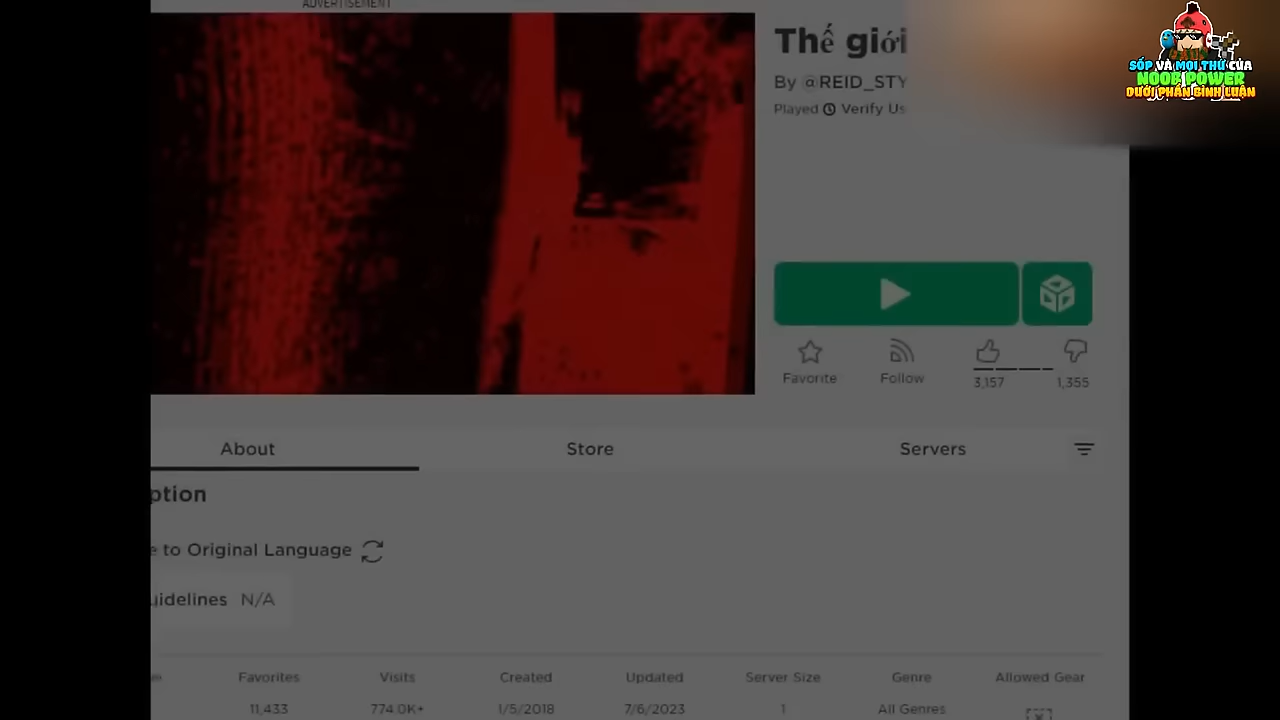 ADVERTISEMENT
Thế giới
By @REID_STY
Played Verify Us
SỐP VÀ MỌI THỨ CỦA
NOOB POWER
DƯỚI PHẦN BÌNH LUẬN
Favorite Follow 3,157 1,355
About Store Servers
ption
e to Original Language
uidelines N/A
Favorites Visits Created Updated Server Size Genre Allowed Gear
11,433 774.0K+ 1/5/2018 7/6/2023 1 All Genres